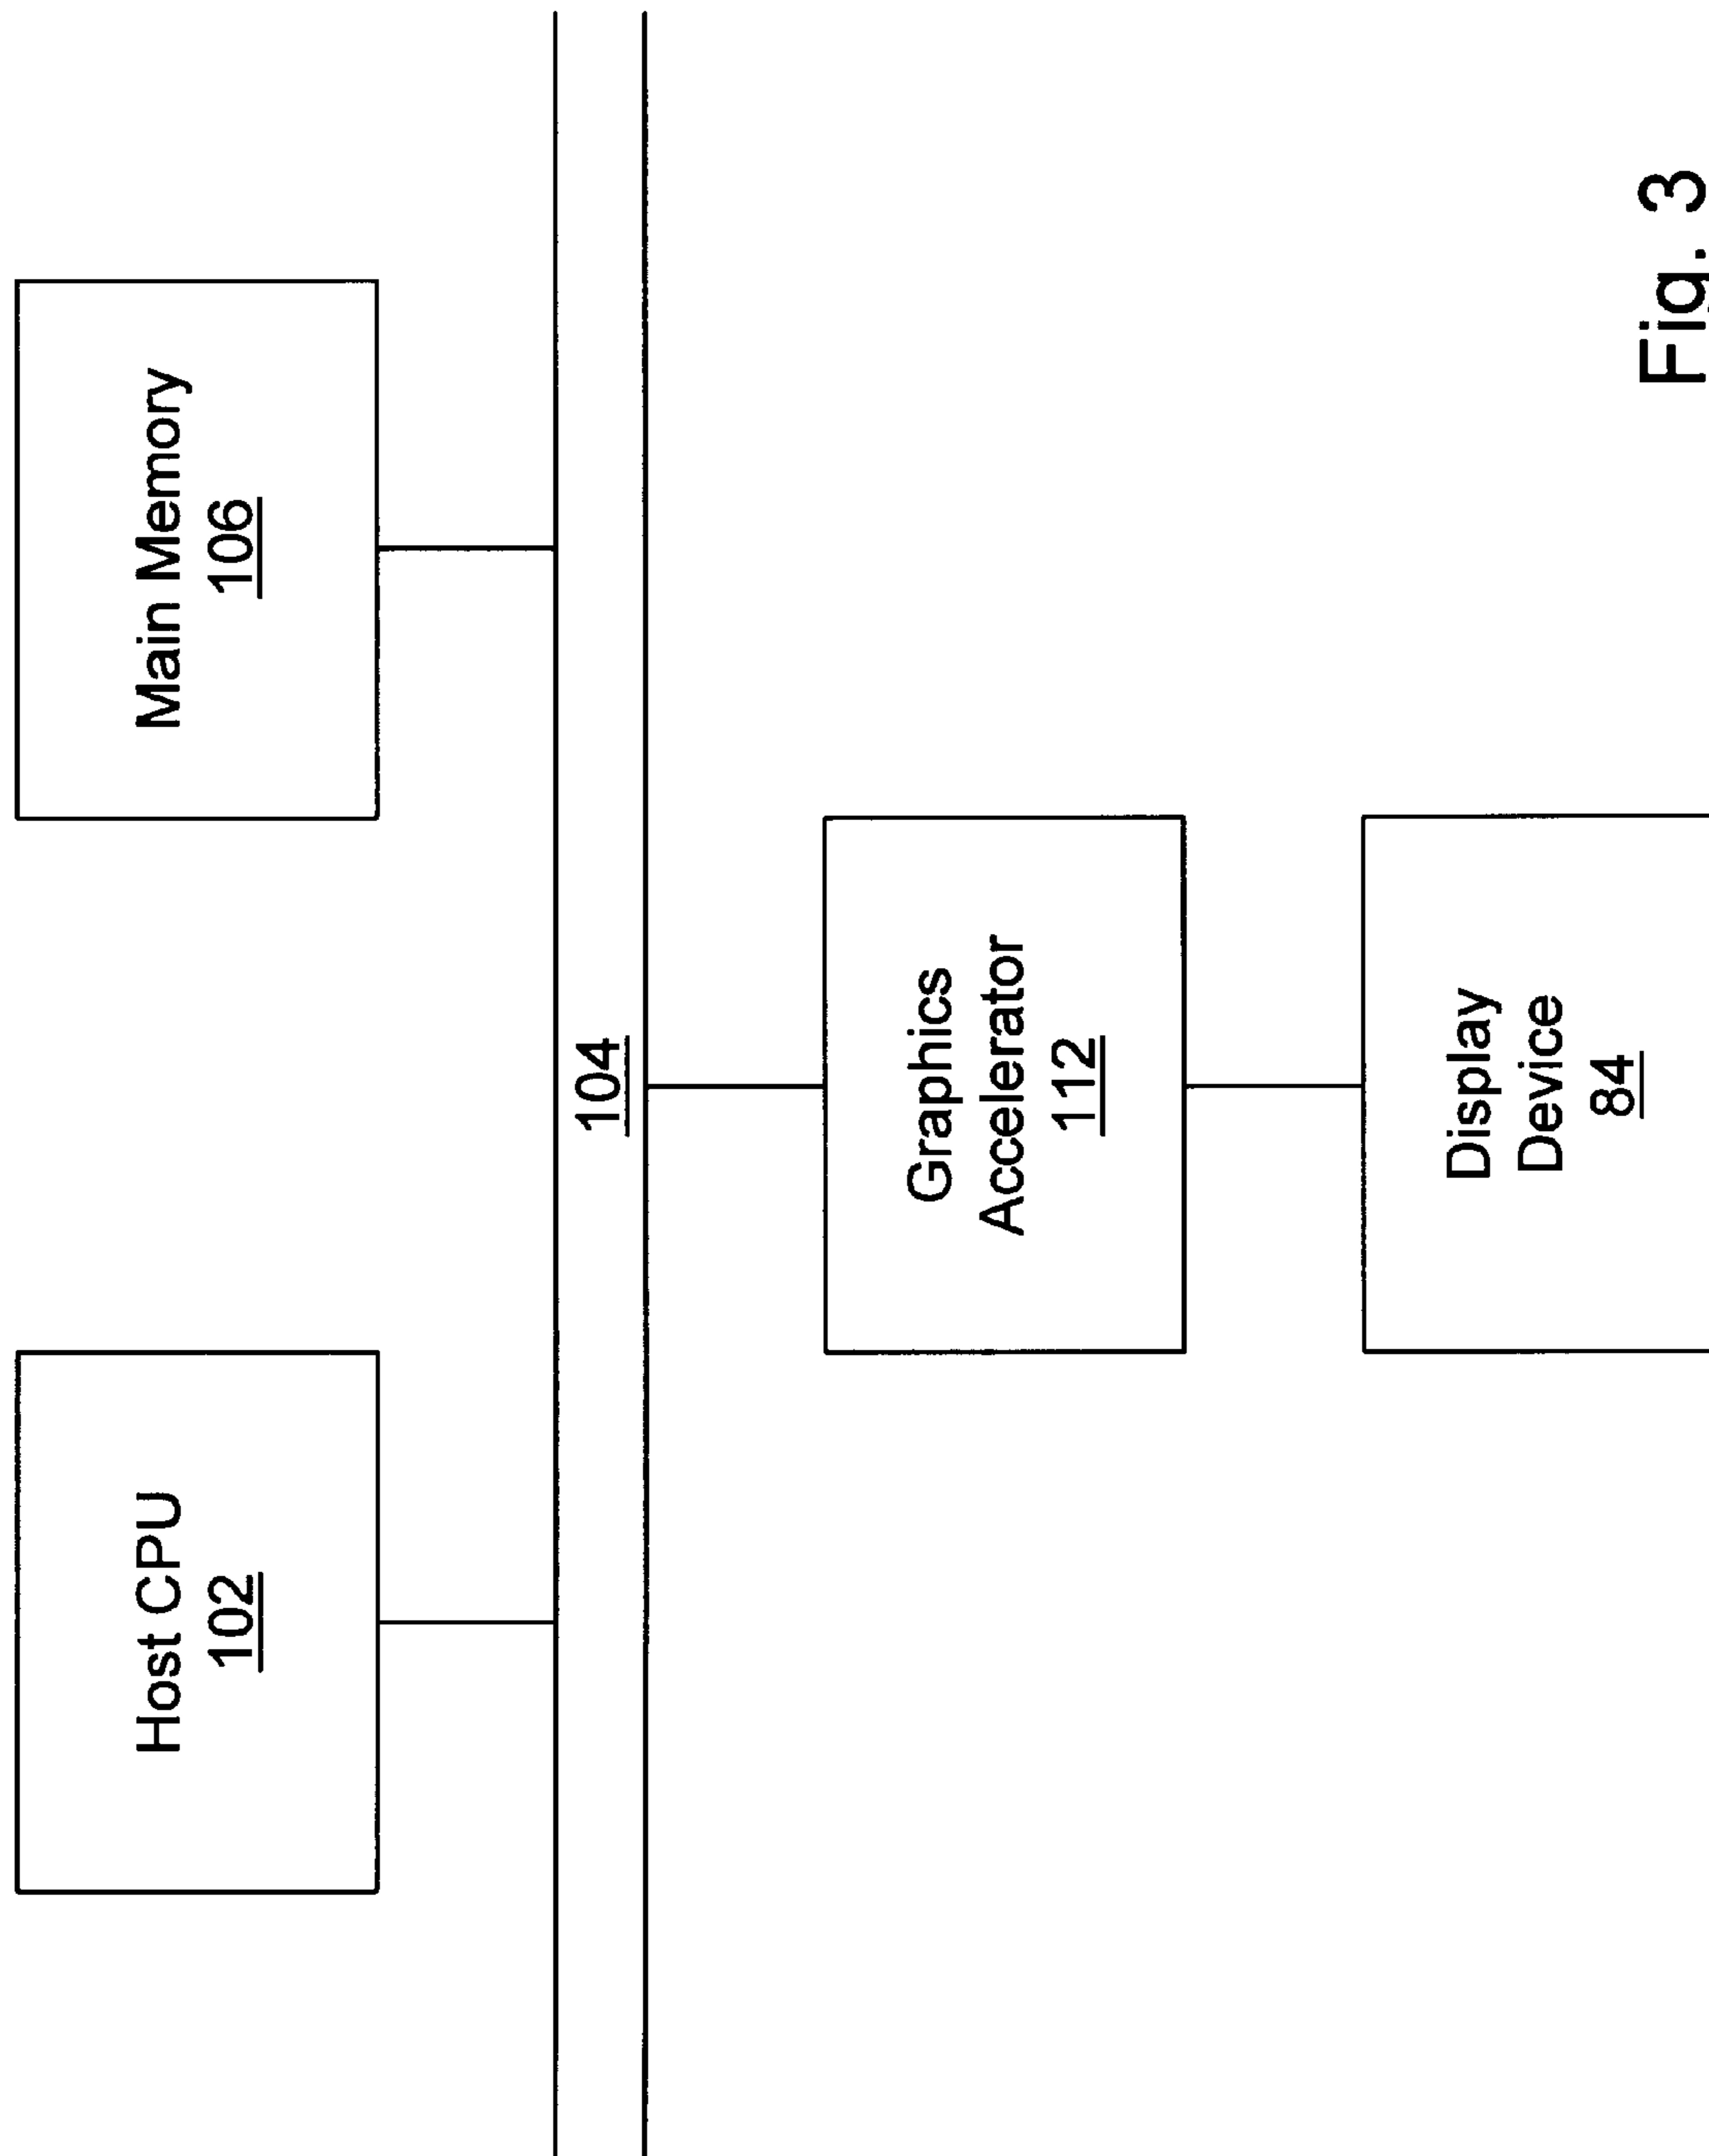 Host CPU
102
Main Memory
106
104
Graphics
Accelerator
112
Display
Device
84
Fig. 3